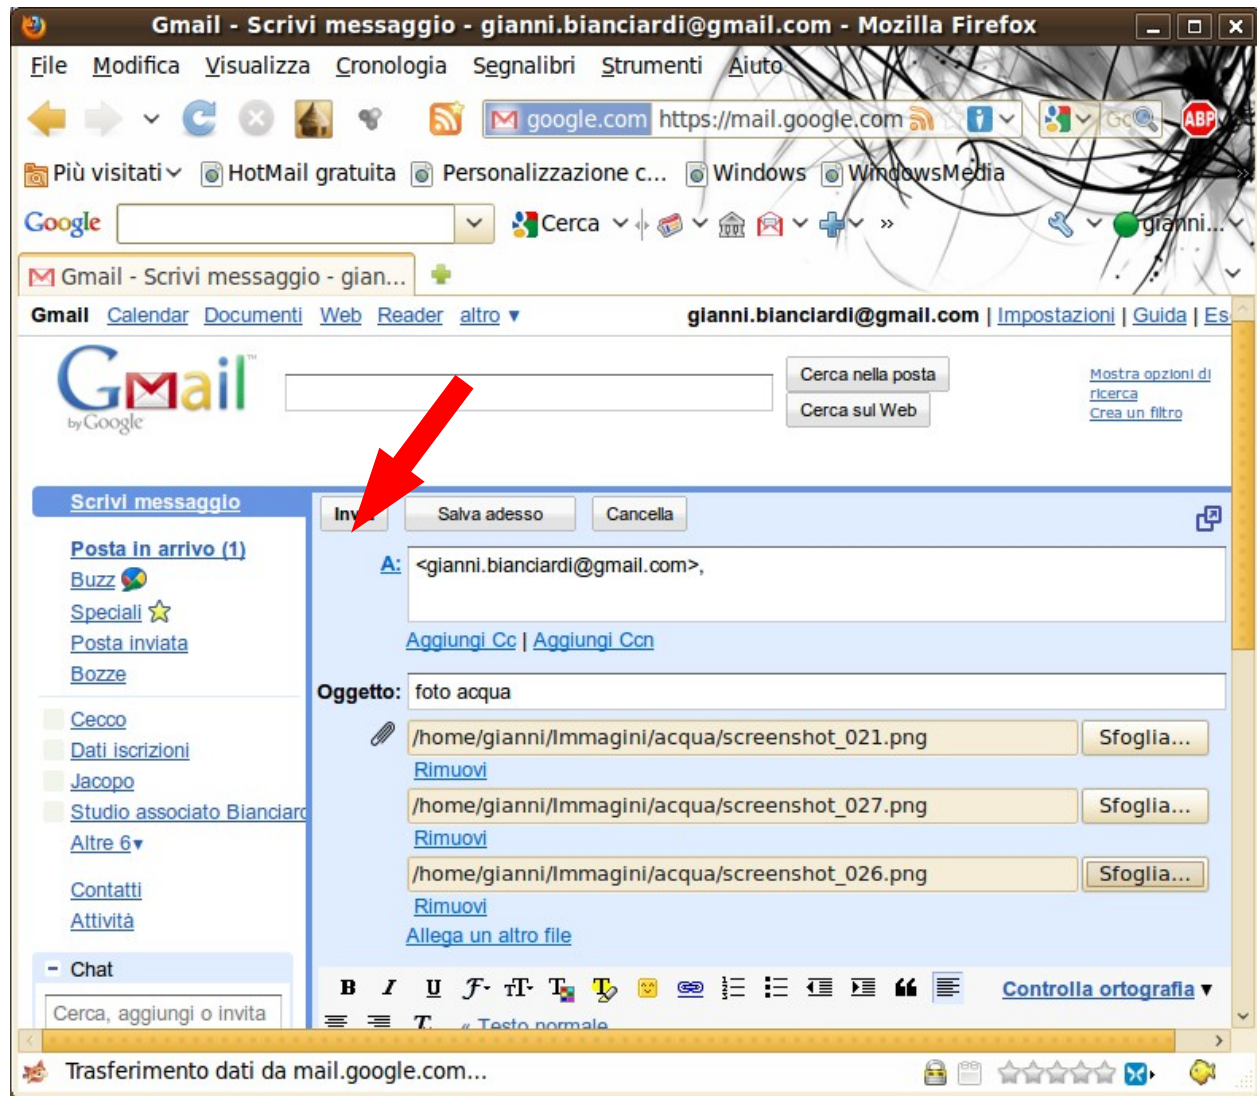 Gmail - Scrivi messaggio - gianni.bianciardi@gmail.com - Mozilla Firefox
File Modifica Visualizza Cronologia Segnalibri Strumenti Aiuto
google.com https://mail.google.com
ABP
Più visitati HotMail gratuita Personalizzazione c... Windows WindowsMedia
Google Cerca » gianni...
Gmail - Scrivi messaggio - gian...
Gmail Calendar Documenti Web Reader altro ▼ gianni.bianciardi@gmail.com | Impostazioni | Guida | Es
Gmail™
by Google
Cerca nella posta
Cerca sul Web
Mostra opzioni di
ricerca
Crea un filtro
Scrivi messaggio
Salva adesso Cancella
Posta in arrivo (1)
Buzz
Speciali
Posta inviata
Bozze
Cecco
Dati iscrizioni
Jacopo
Studio associato Bianciard
Altre 6▼
Contatti
Attività
– Chat
Cerca, aggiungi o invita
A: <gianni.bianciardi@gmail.com>,
Aggiungi Cc | Aggiungi Ccn
Oggetto: foto acqua
/home/gianni/Immagini/acqua/screenshot_021.png Sfoglia...
Rimuovi
/home/gianni/Immagini/acqua/screenshot_027.png Sfoglia...
Rimuovi
/home/gianni/Immagini/acqua/screenshot_026.png Sfoglia...
Rimuovi
Allega un altro file
B I U Controlla ortografia ▼
« Testo normale
Trasferimento dati da mail.google.com...